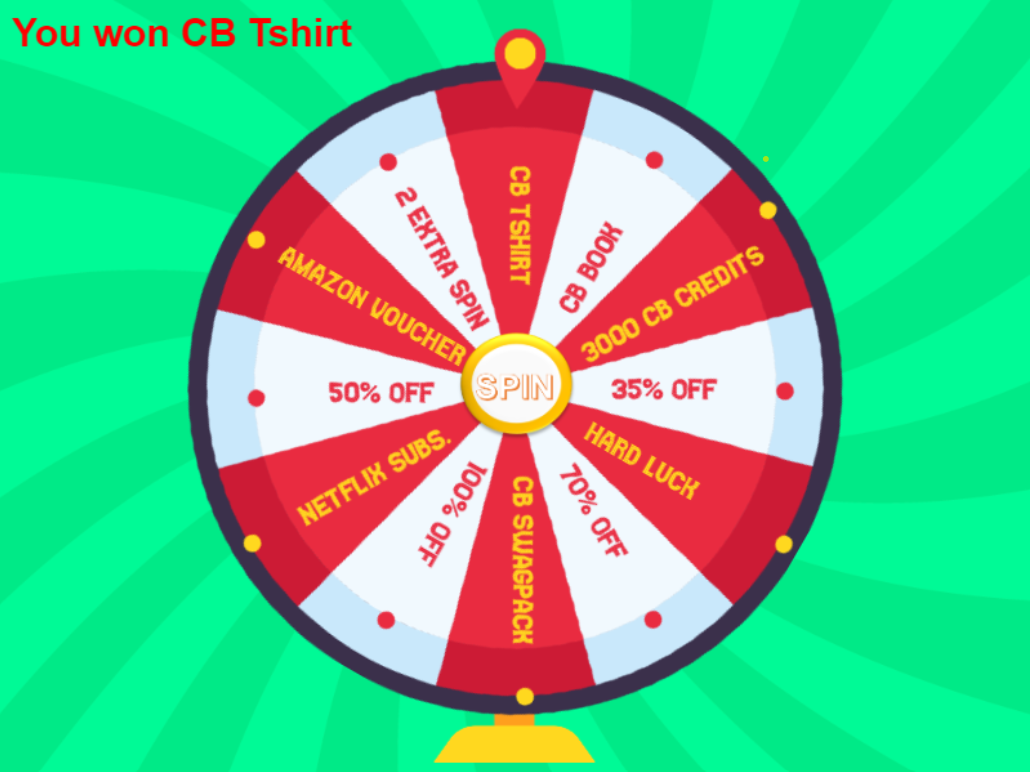 You won CB Tshirt
CB TSHIRT
CB BOOK
3000 CB CREDITS
35% OFF
HARD LUCK
70% OFF
CB SWAGPACK
100% OFF
NETFLIX SUBS.
50% OFF
AMAZON VOUCHER
2 EXTRA SPIN
SPIN